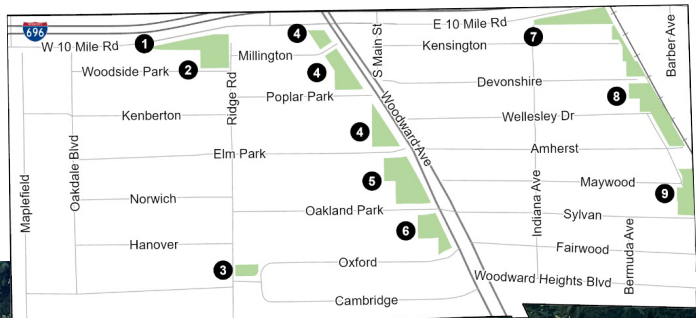 INTERSTATE
696
W 10 Mile Rd
1
Woodside Park
2
Kenberton
Maplefield
Oakdale Blvd
Norwich
Hanover
Ridge Rd
3
Millington
4
4
Poplar Park
4
Elm Park
5
Oakland Park
6
Oxford
Cambridge
S Main St
Woodward Ave
E 10 Mile Rd
7
Kensington
Devonshire
8
Wellesley Dr
Amherst
Maywood
9
Sylvan
Fairwood
Woodward Heights Blvd
Indiana Ave
Bermuda Ave
Barber Ave